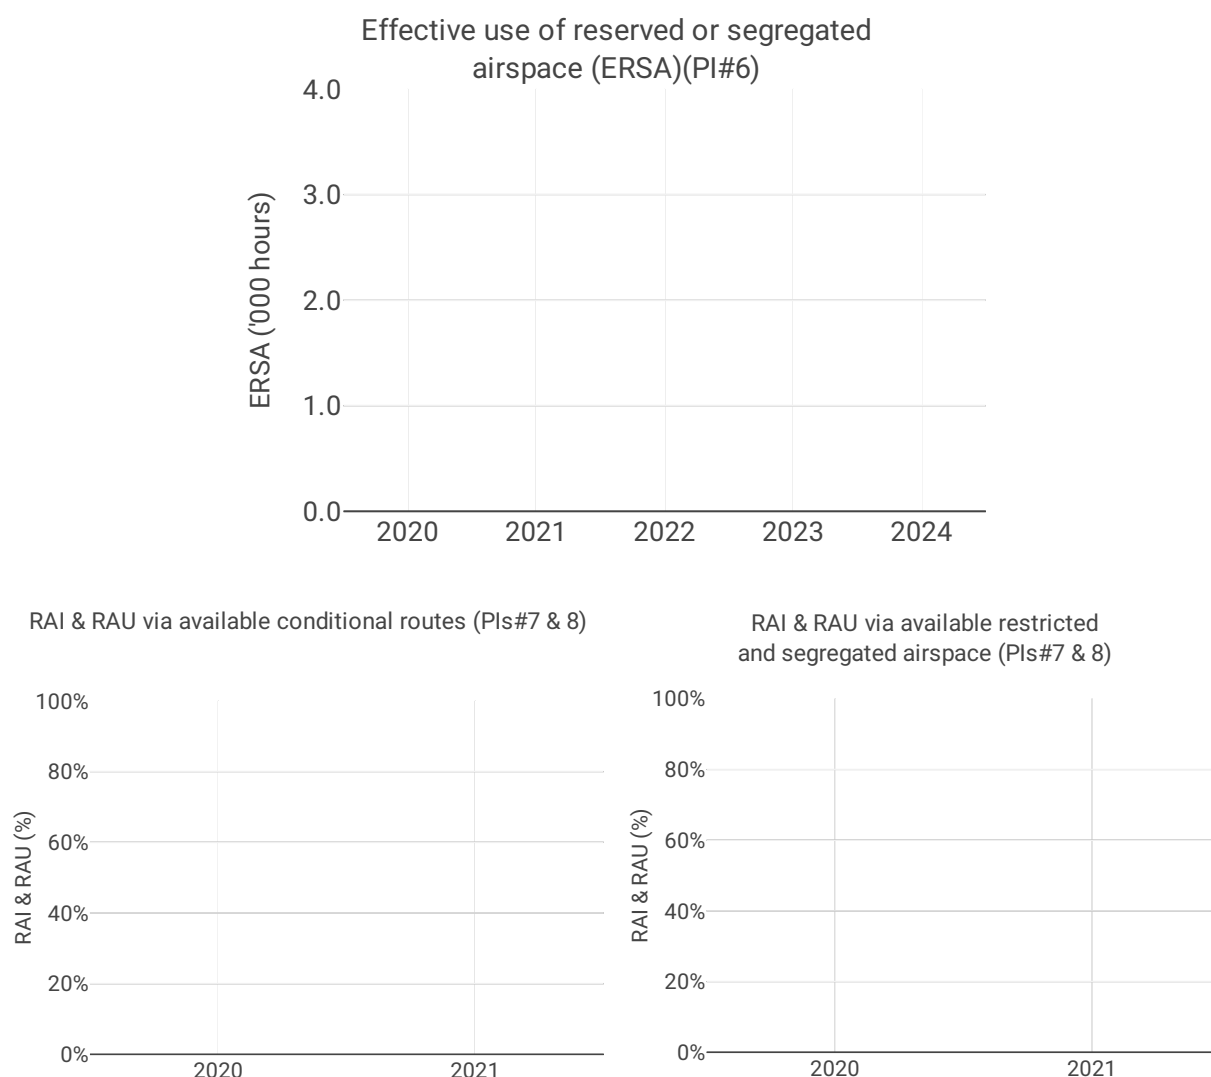 Effective use of reserved or segregated
airspace (ERSA)(PI#6)
4.0
3.0
2.0
1.0
0.0
ERSA ('000 hours)
2020 2021 2022 2023 2024
RAI & RAU via available conditional routes (PIs#7 & 8)
100%
80%
60%
40%
20%
0%
RAI & RAU (%)
2020 2021
RAI & RAU via available restricted
and segregated airspace (PIs#7 & 8)
100%
80%
60%
40%
20%
0%
RAI & RAU (%)
2020 2021